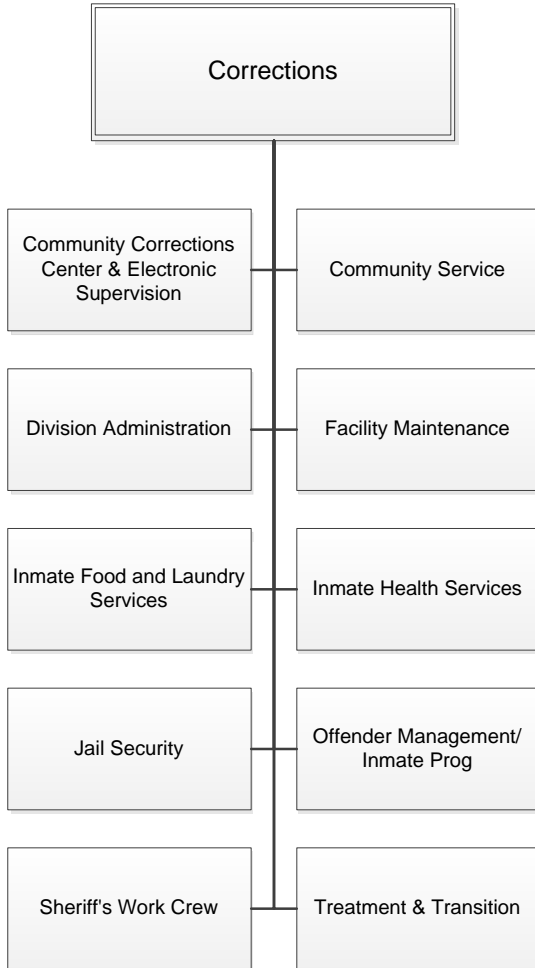 Corrections
Community Corrections
Center & Electronic
Supervision
Community Service
Division Administration
Facility Maintenance
Inmate Food and Laundry
Services
Inmate Health Services
Jail Security
Offender Management/
Inmate Prog
Sheriff's Work Crew
Treatment & Transition